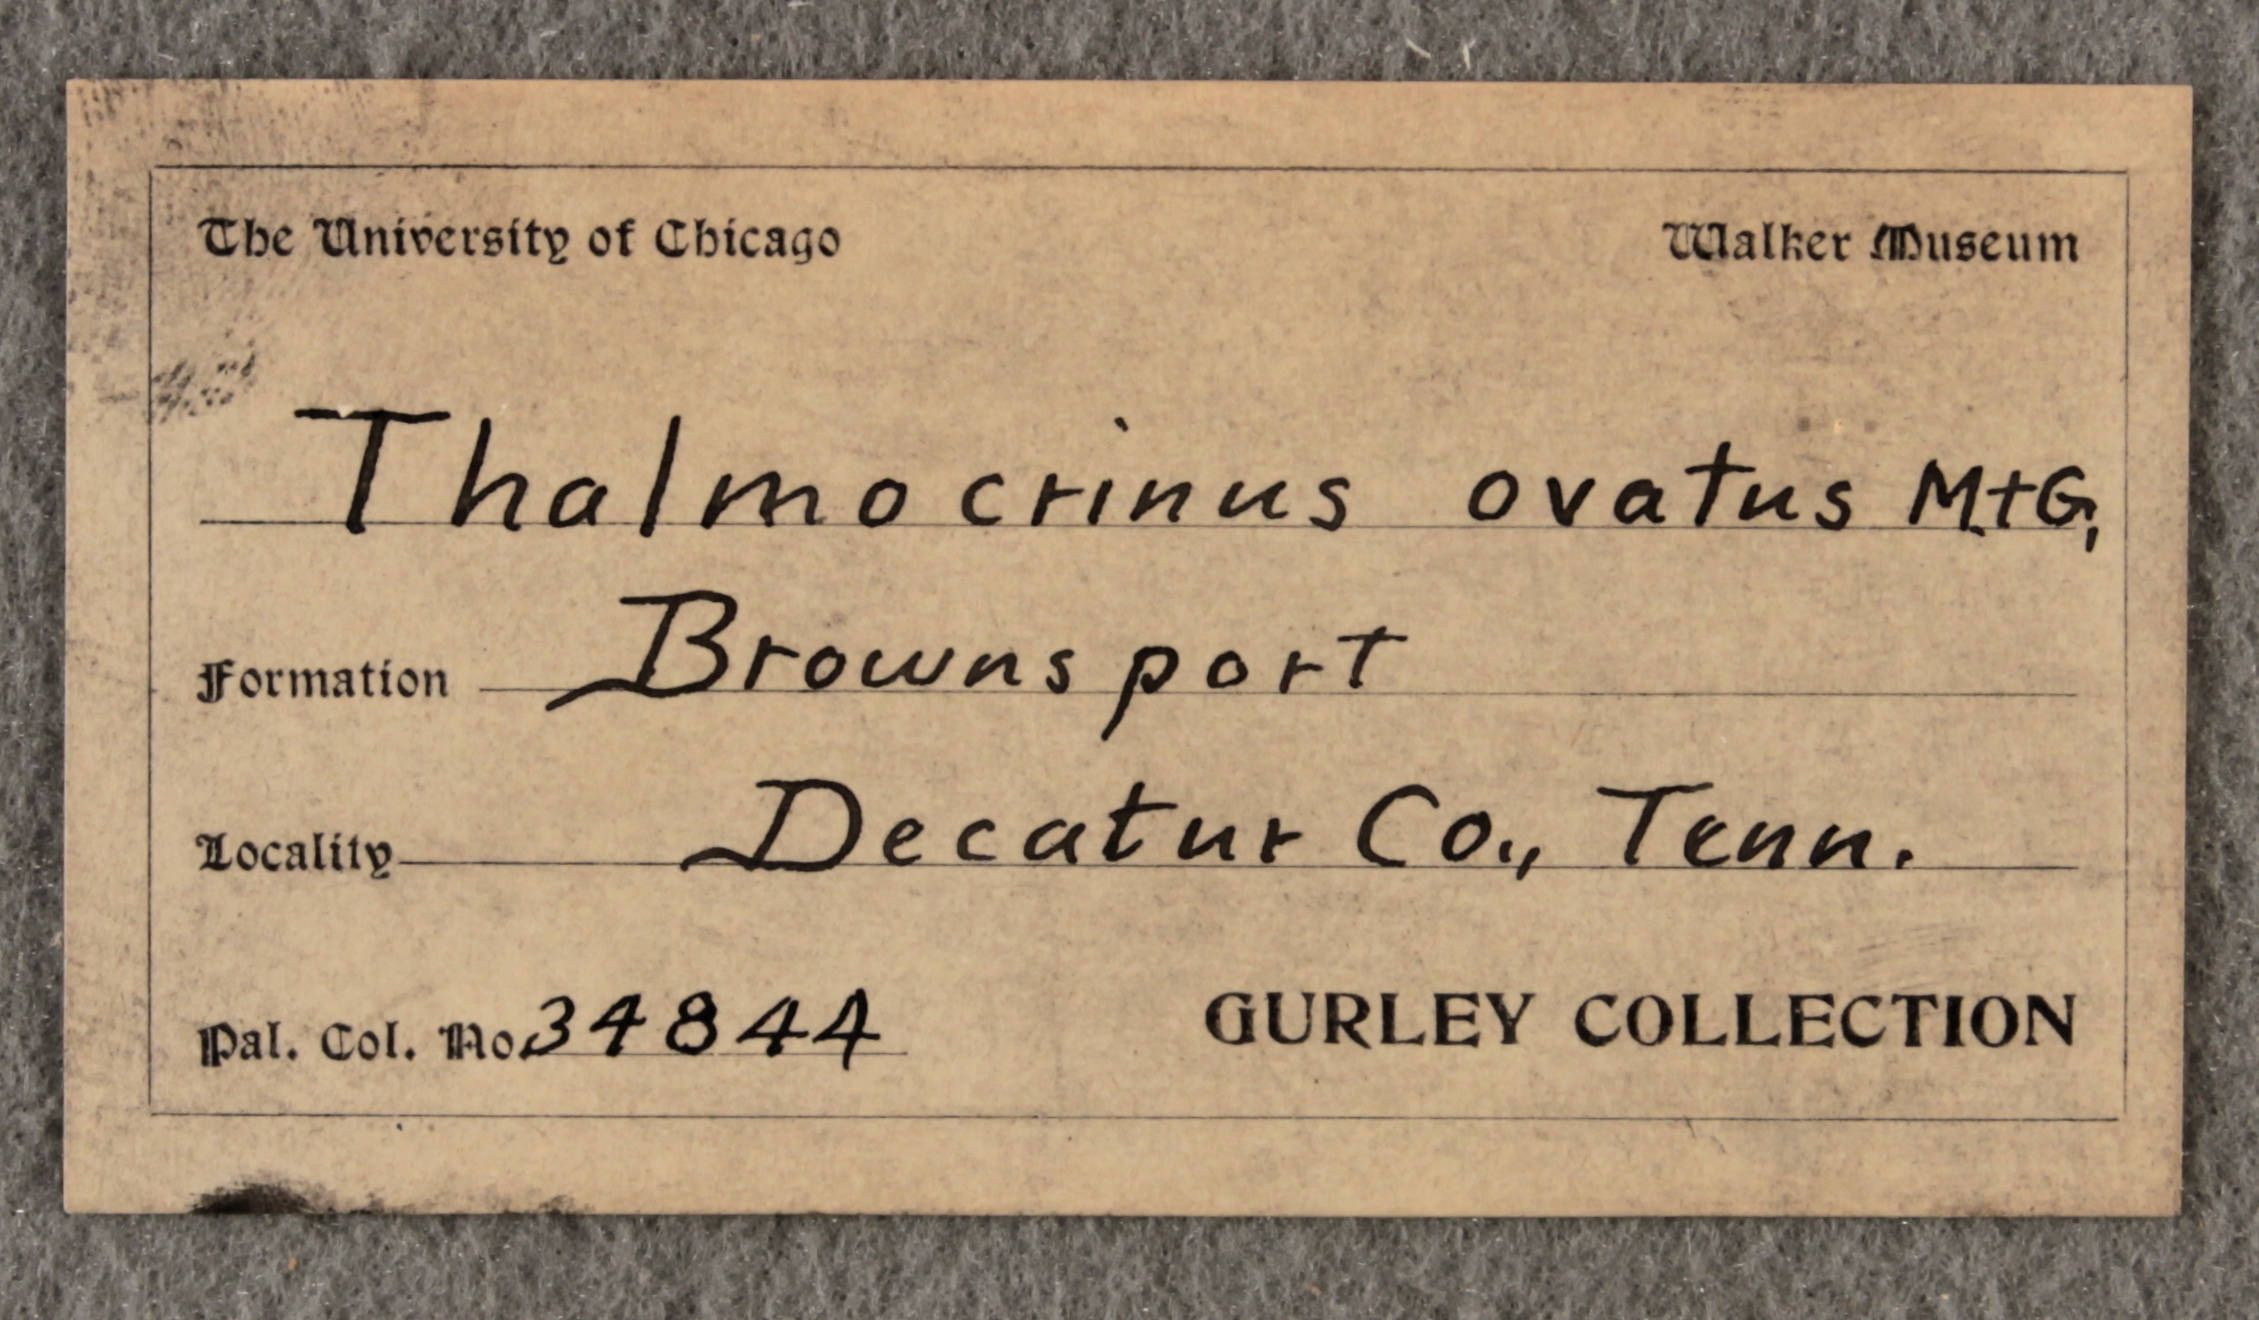 The University of Chicago Walker Museum
Thalmocrinus ovatus M+G,
Formation Brownsport
Locality Decatur Co., Tenn.
Pal. Col. No. 34844 GURLEY COLLECTION